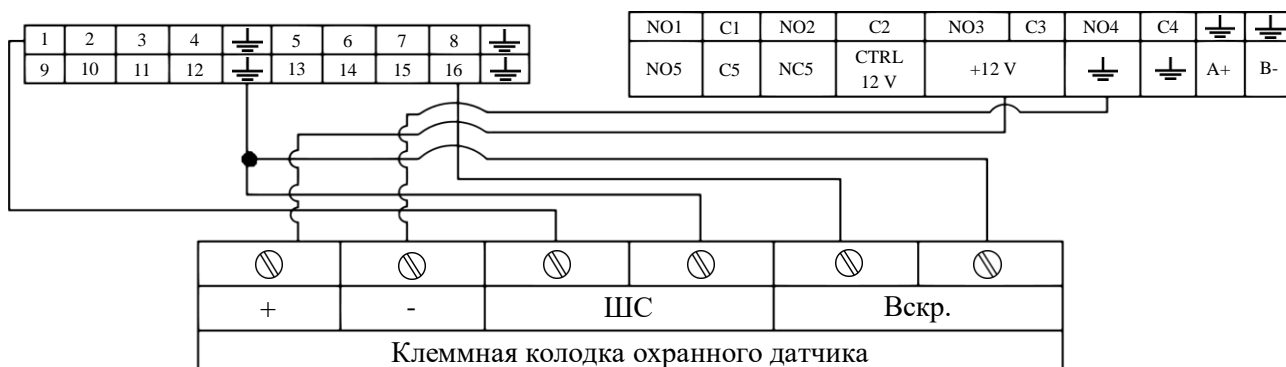 1 2 3 4 5 6 7 8
9 10 11 12 13 14 15 16
NO1 C1 NO2 C2 NO3 C3 NO4 C4
NO5 C5 NC5 CTRL 12 V +12 V A+ B-
+ - ШС Вскр.
Клеммная колодка охранного датчика